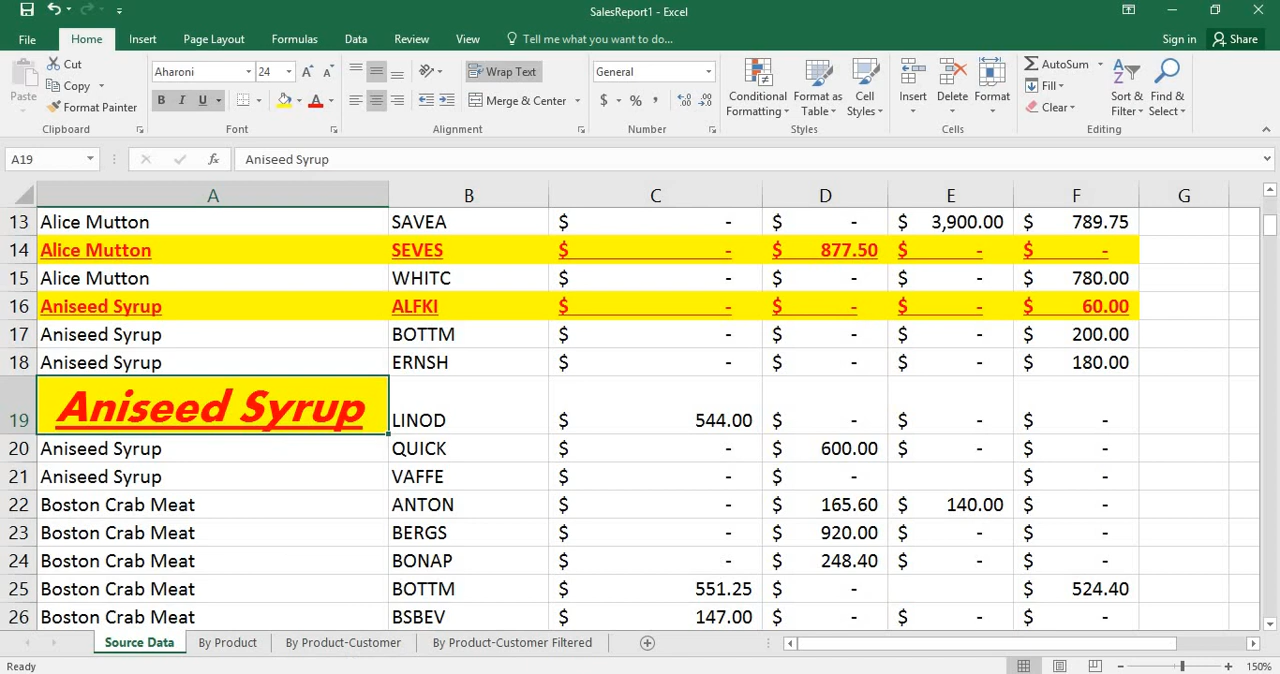 SalesReport1 - Excel
File Home Insert Page Layout Formulas Data Review View Tell me what you want to do... Sign in Share
Paste Cut Copy Format Painter Clipboard
Aharoni 24 A A B I U A Font
Wrap Text Merge & Center Alignment
General $ % , Number
Conditional Formatting Format as Table Cell Styles Styles
Insert Delete Format Cells
AutoSum Fill Clear Sort & Filter Find & Select Editing
A19 fx Aniseed Syrup
A B C D E F G
13 Alice Mutton SAVEA $ - $ - $ 3,900.00 $ 789.75
14 Alice Mutton SEVES $ - $ 877.50 $ - $ -
15 Alice Mutton WHITC $ - $ - $ - $ 780.00
16 Aniseed Syrup ALFKI $ - $ - $ - $ 60.00
17 Aniseed Syrup BOTTM $ - $ - $ - $ 200.00
18 Aniseed Syrup ERNSH $ - $ - $ - $ 180.00
19 Aniseed Syrup LINOD $ 544.00 $ - $ - $ -
20 Aniseed Syrup QUICK $ - $ 600.00 $ - $ -
21 Aniseed Syrup VAFFE $ - $ - $ -
22 Boston Crab Meat ANTON $ - $ 165.60 $ 140.00 $ -
23 Boston Crab Meat BERGS $ - $ 920.00 $ - $ -
24 Boston Crab Meat BONAP $ - $ 248.40 $ - $ -
25 Boston Crab Meat BOTTM $ 551.25 $ - $ 524.40
26 Boston Crab Meat BSBEV $ 147.00 $ - $ - $ -
Source Data By Product By Product-Customer By Product-Customer Filtered
Ready 150%